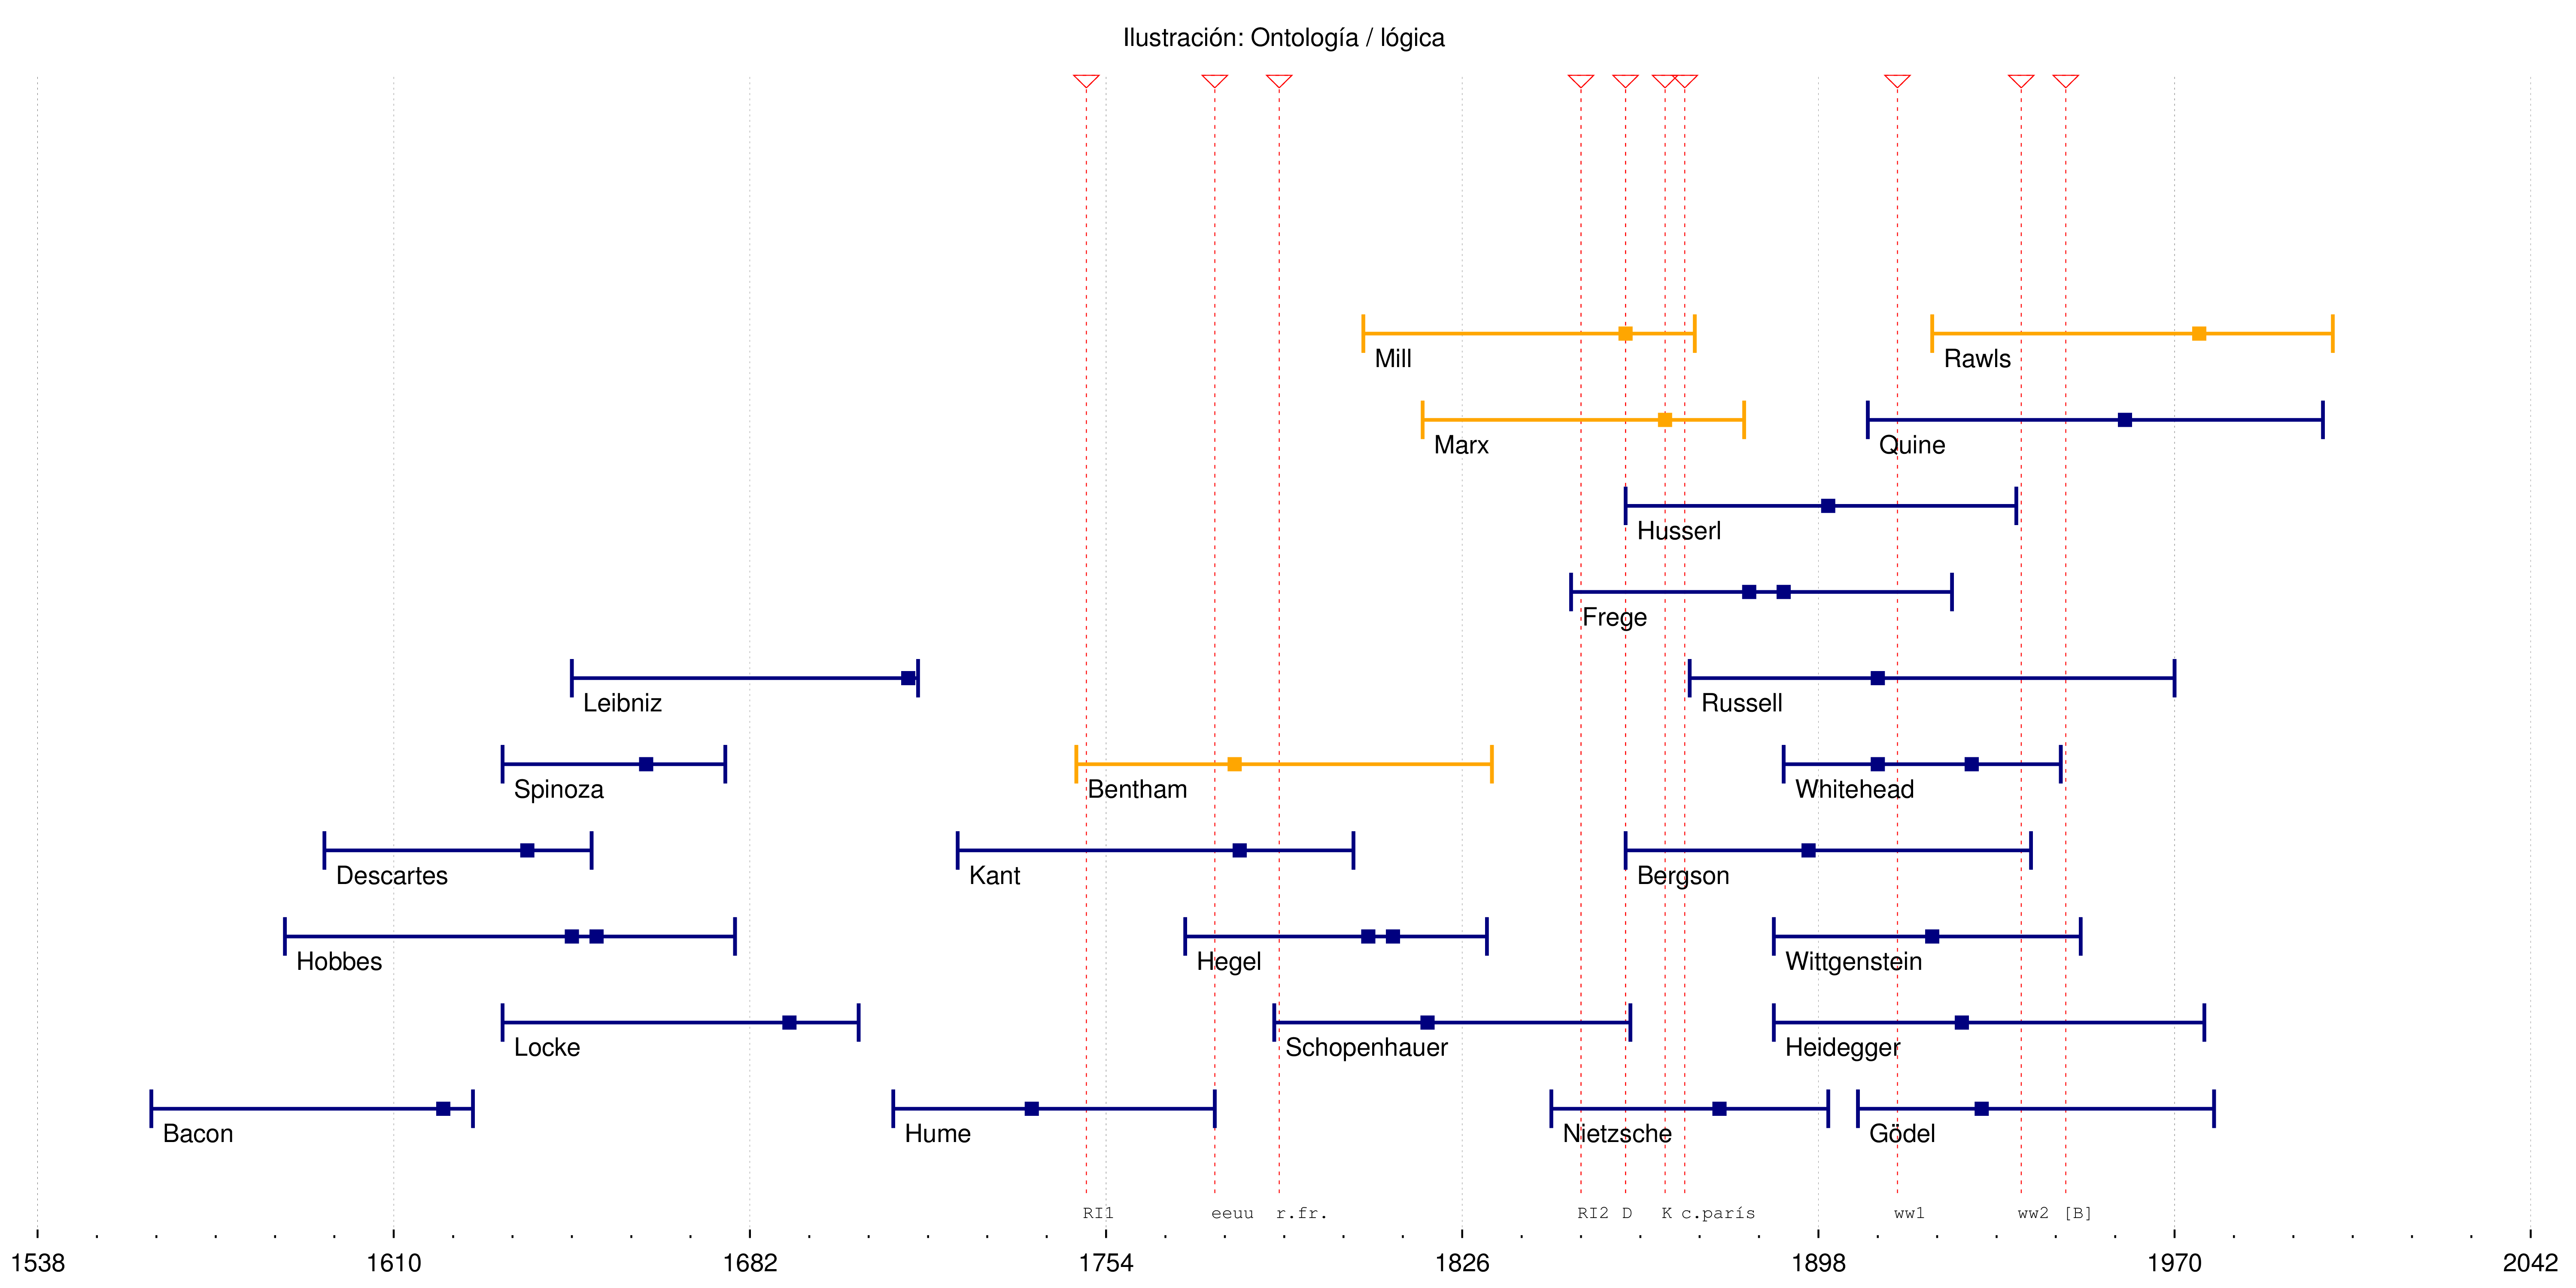 Ilustración: Ontología / lógica
Mill
Rawls
Marx
Quine
Husserl
Frege
Leibniz
Russell
Spinoza
Bentham
Whitehead
Descartes
Kant
Bergson
Hobbes
Hegel
Wittgenstein
Locke
Schopenhauer
Heidegger
Bacon
Hume
Nietzsche
Gödel
RI1 eeuu r.fr. RI2 D K c.parís ww1 ww2 [B]
1538 1610 1682 1754 1826 1898 1970 2042